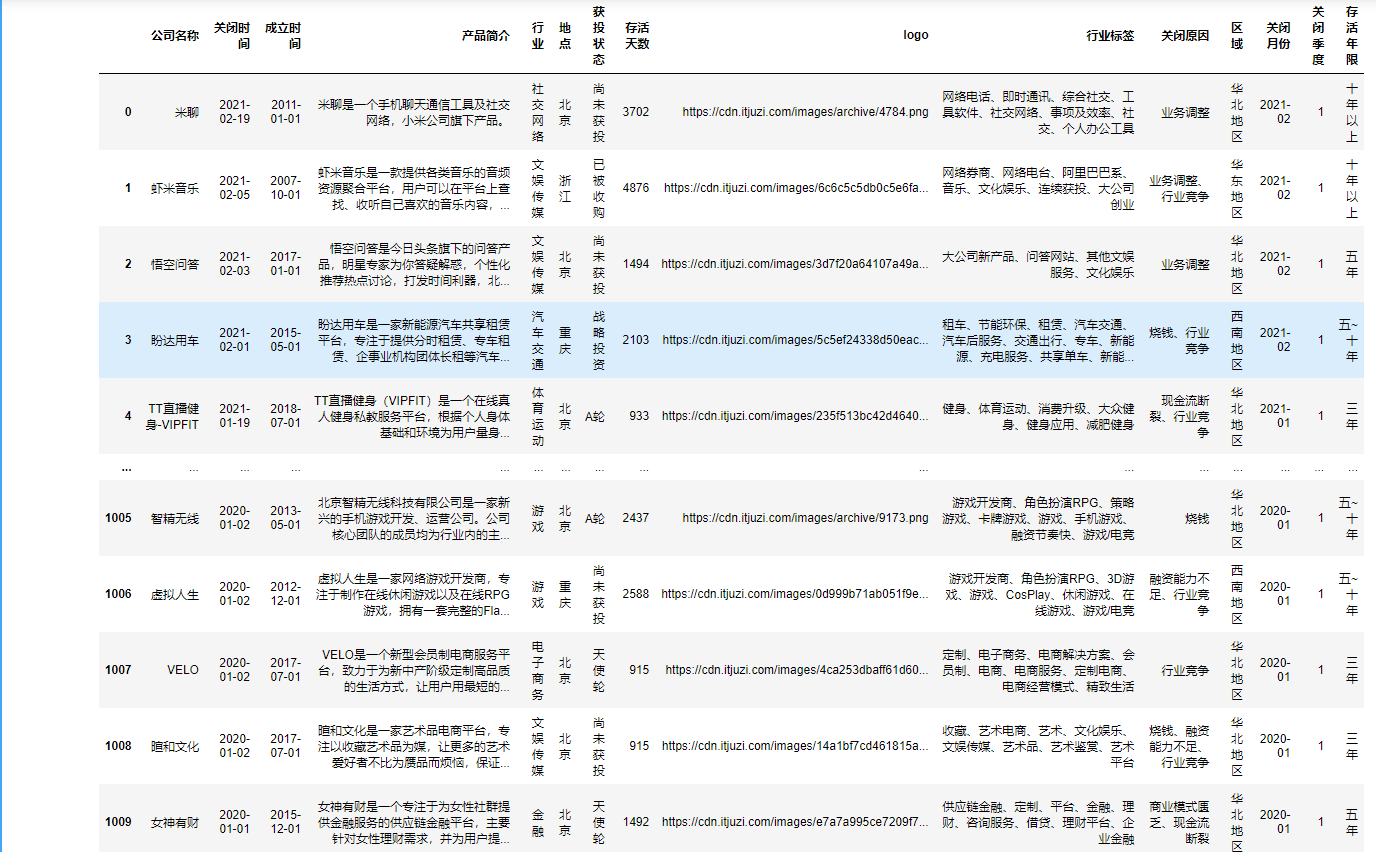 公司名称 关闭时间 成立时间 产品简介 行业 地点 获投状态 存活天数 logo 行业标签 关闭原因 区域 关闭月份 关闭季度 存活年限
0 米聊 2021-02-19 2011-01-01 米聊是一个手机聊天通信工具及社交网络，小米公司旗下产品。 社交网络 北京 尚未获投 3702 https://cdn.itjuzi.com/images/archive/4784.png 网络电话、即时通讯、综合社交、工具软件、社交网络、事项及效率、社交、个人办公工具 业务调整 华北地区 2021-02 1 十年以上
1 虾米音乐 2021-02-05 2007-10-01 虾米音乐是一款提供各类音乐的音频资源聚合平台，用户可以在平台上查找、收听自己喜欢的音乐内容，... 文娱传媒 浙江 已被收购 4876 https://cdn.itjuzi.com/images/6c6c5c5db0c5e6fa... 网络券商、网络电台、阿里巴巴系、音乐、文化娱乐、连续获投、大公司创业 业务调整、行业竞争 华东地区 2021-02 1 十年以上
2 悟空问答 2021-02-03 2017-01-01 悟空问答是今日头条旗下的问答产品，明星专家为你答疑解惑，个性化推荐热点讨论，打发时间利器，北... 文娱传媒 北京 尚未获投 1494 https://cdn.itjuzi.com/images/3d7f20a64107a49a... 大公司新产品、问答网站、其他文娱服务、文化娱乐 业务调整 华北地区 2021-02 1 五年
3 盼达用车 2021-02-01 2015-05-01 盼达用车是一家新能源汽车共享租赁平台，专注于提供分时租赁、专车租赁、企事业机构团体长租等汽车... 汽车交通 重庆 战略投资 2103 https://cdn.itjuzi.com/images/5c5ef24338d50eac... 租车、节能环保、租赁、汽车交通、汽车后服务、交通出行、专车、新能源、充电服务、共享单车、新能... 烧钱、行业竞争 西南地区 2021-02 1 五~十年
4 TT直播健身-VIPFIT 2021-01-19 2018-07-01 TT直播健身（VIPFIT）是一个在线真人健身私教服务平台，根据个人身体基础和环境为用户量身... 体育运动 北京 A轮 933 https://cdn.itjuzi.com/images/235f513bc42d4640... 健身、体育运动、消费升级、大众健身、健身应用、减肥健身 现金流断裂、行业竞争 华北地区 2021-01 1 三年
... ... ... ... ... ... ... ... ... ... ... ... ... ... ... ...
1005 智精无线 2020-01-02 2013-05-01 北京智精无线科技有限公司是一家新兴的手机游戏开发、运营公司。公司核心团队的成员均为行业内的主... 游戏 北京 A轮 2437 https://cdn.itjuzi.com/images/archive/9173.png 游戏开发商、角色扮演RPG、策略游戏、卡牌游戏、游戏、手机游戏、融资节奏快、游戏/电竞 烧钱 华北地区 2020-01 1 五~十年
1006 虚拟人生 2020-01-02 2012-12-01 虚拟人生是一家网络游戏开发商，专注于制作在线休闲游戏以及在线RPG游戏，拥有一套完整的Fla... 游戏 重庆 尚未获投 2588 https://cdn.itjuzi.com/images/0d999b71ab051f9e... 游戏开发商、角色扮演RPG、3D游戏、游戏、CosPlay、休闲游戏、在线游戏、游戏/电竞 融资能力不足、行业竞争 西南地区 2020-01 1 五~十年
1007 VELO 2020-01-02 2017-07-01 VELO是一个新型会员制电商服务平台，致力于为新中产阶级定制高品质的生活方式，让用户用最短的... 电子商务 北京 天使轮 915 https://cdn.itjuzi.com/images/4ca253dbaff61d60... 定制、电子商务、电商解决方案、会员制、电商、电商服务、定制电商、电商经营模式、精致生活 行业竞争 华北地区 2020-01 1 三年
1008 暄和文化 2020-01-02 2017-07-01 暄和文化是一家艺术品电商平台，专注以收藏艺术品为媒，让更多的艺术爱好者不比为赝品而烦恼，保证... 文娱传媒 北京 尚未获投 915 https://cdn.itjuzi.com/images/14a1bf7cd461815a... 收藏、艺术电商、艺术、文化娱乐、文娱传媒、艺术品、艺术鉴赏、艺术平台 烧钱、融资能力不足、行业竞争 华北地区 2020-01 1 三年
1009 女神有财 2020-01-01 2015-12-01 女神有财是一个专注于为女性社群提供金融服务的供应链金融平台，主要针对女性理财需求，并为用户提... 金融 北京 天使轮 1492 https://cdn.itjuzi.com/images/e7a7a995ce7209f7... 供应链金融、定制、平台、金融、理财、咨询服务、借贷、理财平台、企业金融 商业模式匮乏、现金流断裂 华北地区 2020-01 1 五年